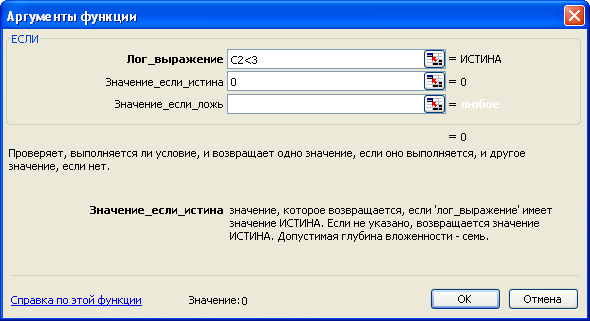 Аргументы функции
ЕСЛИ
Лог_выражение C2<3 = ИСТИНА
Значение_если_истина 0 = 0
Значение_если_ложь = любое
= 0
Проверяет, выполняется ли условие, и возвращает одно значение, если оно выполняется, и другое
значение, если нет.
Значение_если_истина значение, которое возвращается, если 'лог_выражение' имеет
значение ИСТИНА. Если не указано, возвращается значение
ИСТИНА. Допустимая глубина вложенности - семь.
Справка по этой функции Значение:0 ОК Отмена